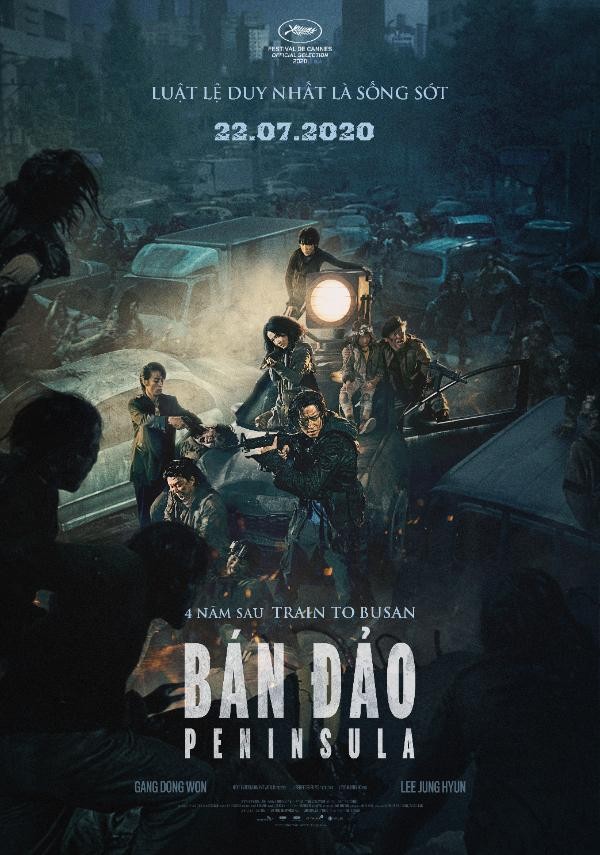 FESTIVAL DE CANNES
OFFICIAL SELECTION
2020
LUẬT LỆ DUY NHẤT LÀ SỐNG SÓT
22.07.2020
4 NĂM SAU TRAIN TO BUSAN
BÁN ĐẢO
PENINSULA
GANG DONG WON
LEE JUNG HYUN